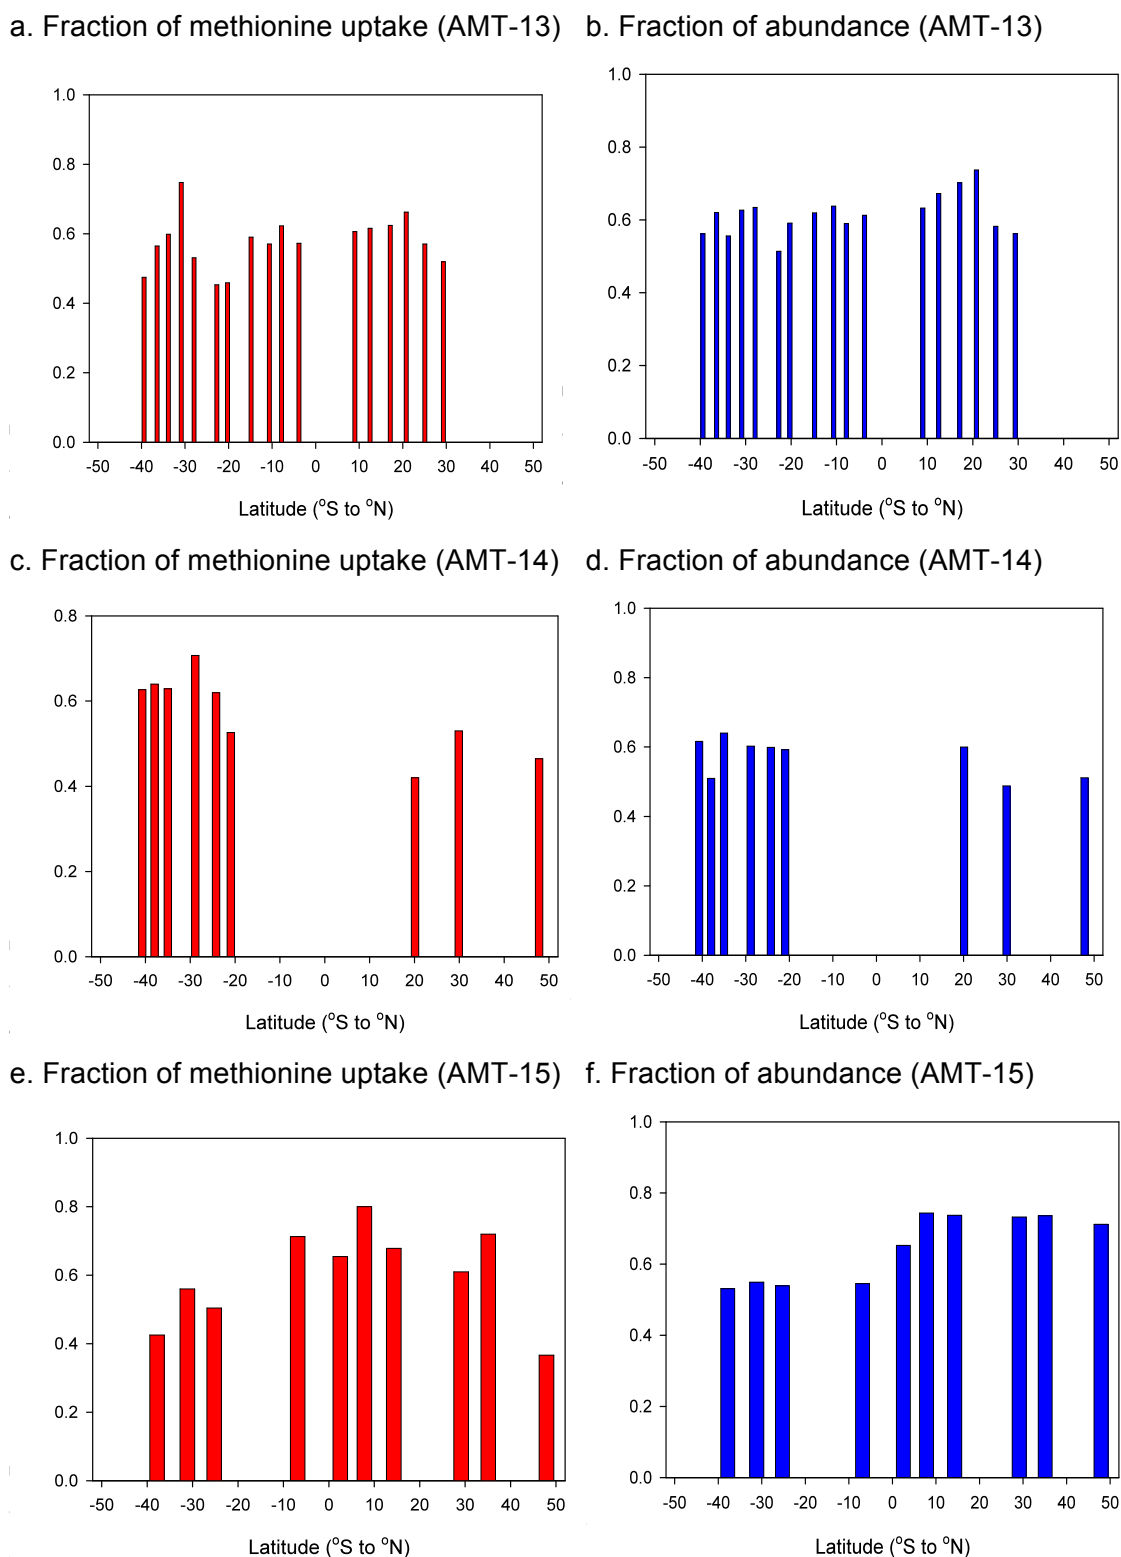 a. Fraction of methionine uptake (AMT-13)
1.0
0.8
0.6
0.4
0.2
0.0
-50 -40 -30 -20 -10 0 10 20 30 40 50
Latitude (°S to °N)
b. Fraction of abundance (AMT-13)
1.0
0.8
0.6
0.4
0.2
0.0
-50 -40 -30 -20 -10 0 10 20 30 40 50
Latitude (°S to °N)
c. Fraction of methionine uptake (AMT-14)
0.8
0.6
0.4
0.2
0.0
-50 -40 -30 -20 -10 0 10 20 30 40 50
Latitude (°S to °N)
d. Fraction of abundance (AMT-14)
1.0
0.8
0.6
0.4
0.2
0.0
-50 -40 -30 -20 -10 0 10 20 30 40 50
Latitude (°S to °N)
e. Fraction of methionine uptake (AMT-15)
1.0
0.8
0.6
0.4
0.2
0.0
-50 -40 -30 -20 -10 0 10 20 30 40 50
Latitude (°S to °N)
f. Fraction of abundance (AMT-15)
1.0
0.8
0.6
0.4
0.2
0.0
-50 -40 -30 -20 -10 0 10 20 30 40 50
Latitude (°S to °N)